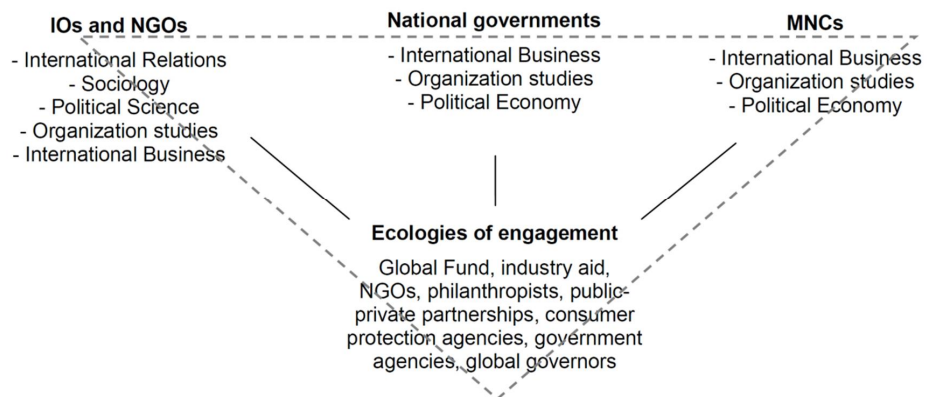 IOs and NGOs
- International Relations
- Sociology
- Political Science
- Organization studies
- International Business
National governments
- International Business
- Organization studies
- Political Economy
MNCs
- International Business
- Organization studies
- Political Economy
Ecologies of engagement
Global Fund, industry aid,
NGOs, philanthropists, public-
private partnerships, consumer
protection agencies, government
agencies, global governors